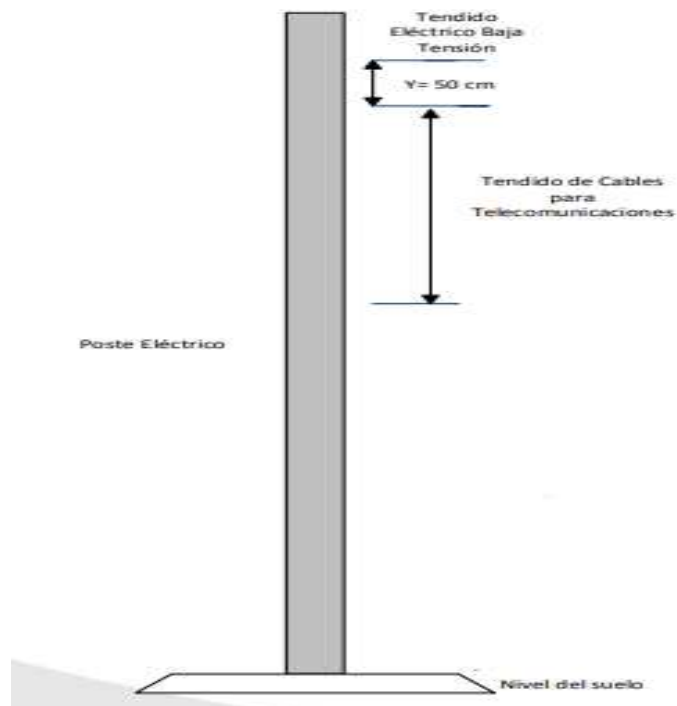 Tendido
Eléctrico Baja
Tensión
Y= 50 cm
Tendido de Cables
para
Telecomunicaciones
Poste Eléctrico
Nivel del suelo